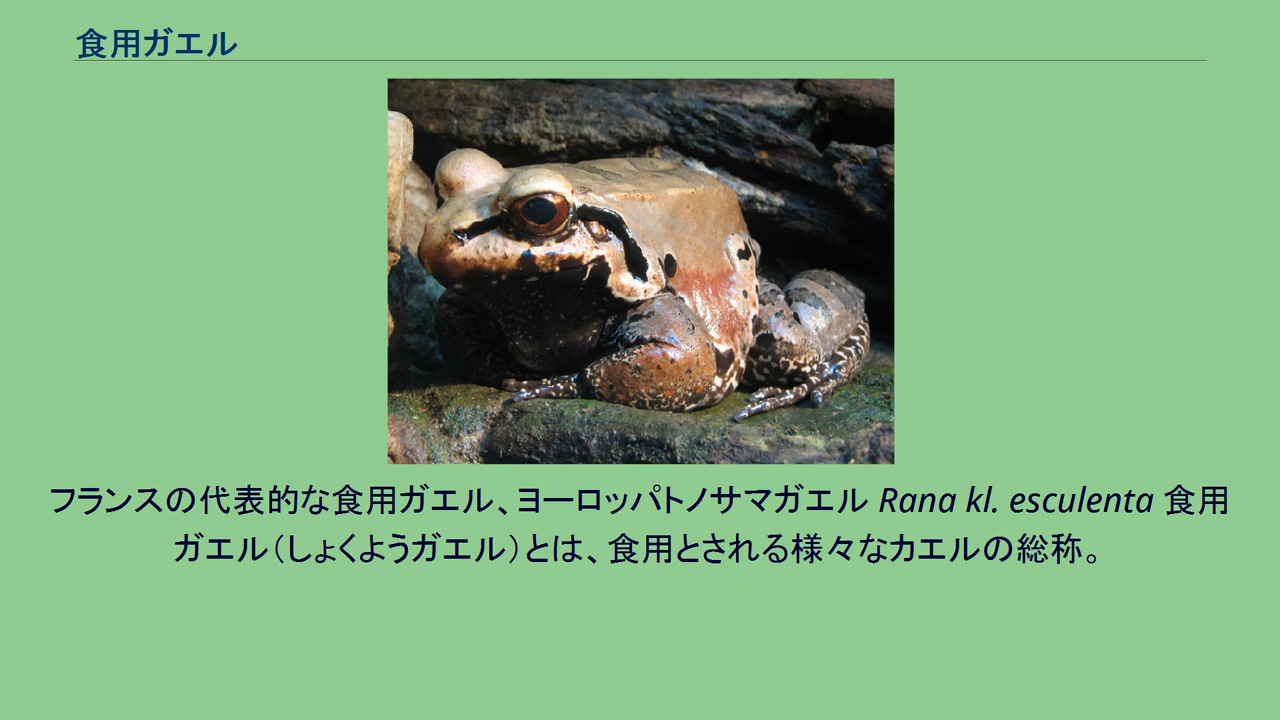 食用ガエル
フランスの代表的な食用ガエル、ヨーロッパトノサマガエル Rana kl. esculenta 食用
ガエル（しょくようガエル）とは、食用とされる様々なカエルの総称。